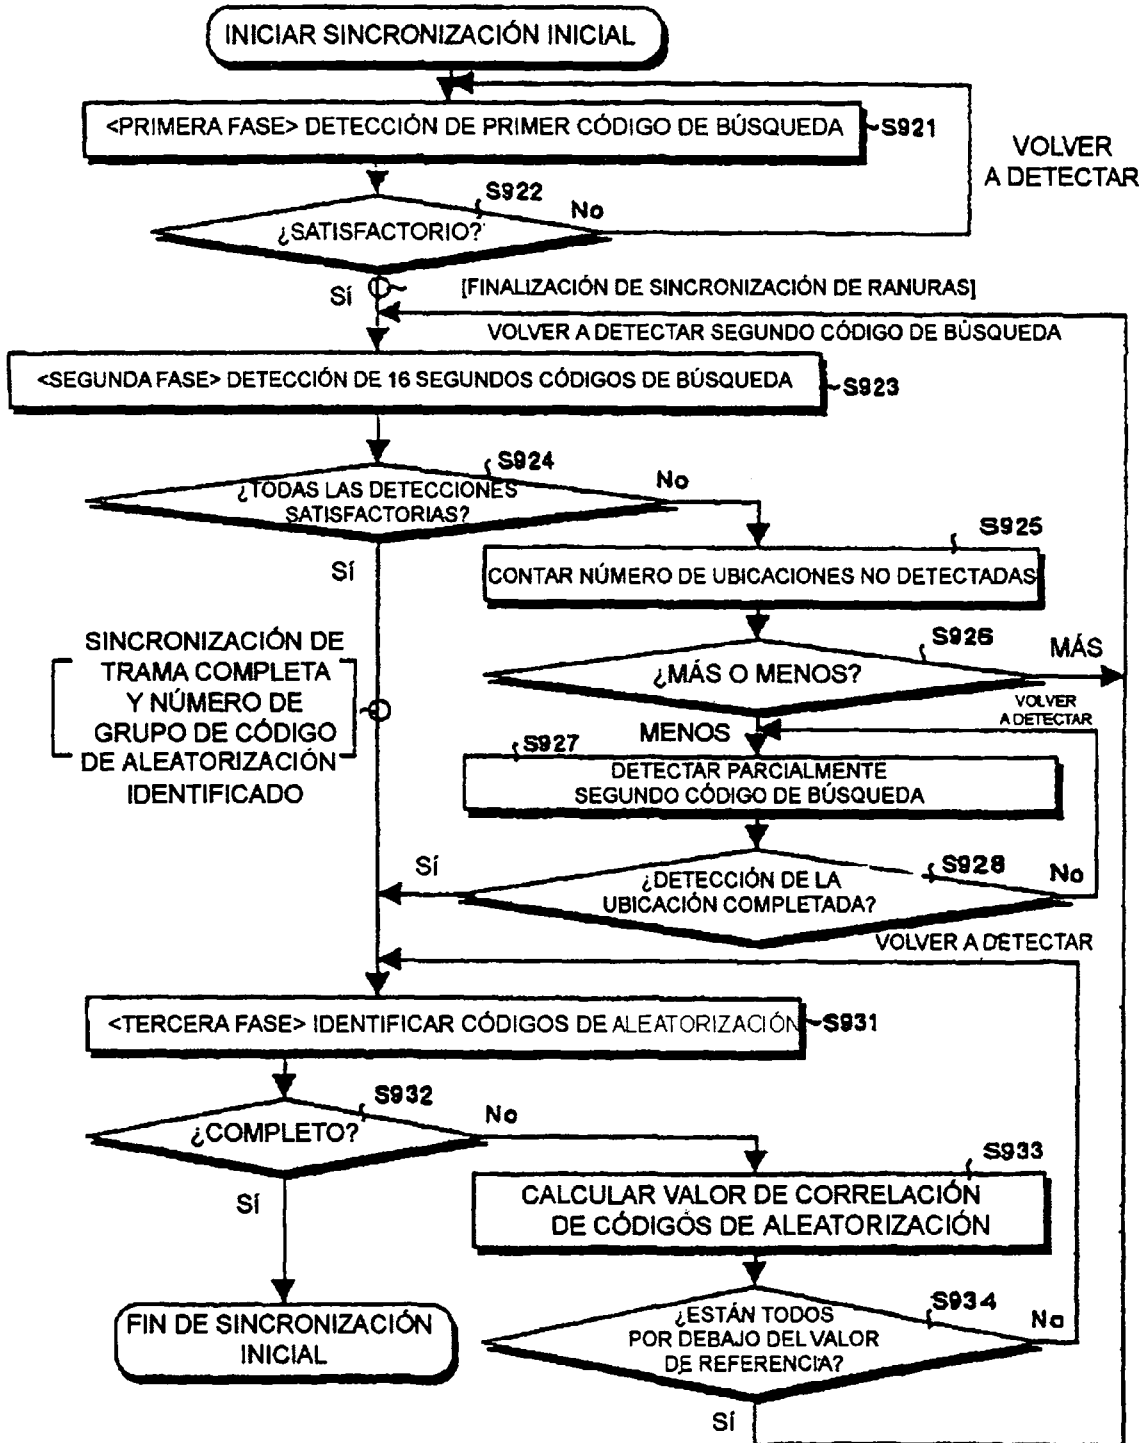 INICIAR SINCRONIZACIÓN INICIAL
<PRIMERA FASE> DETECCIÓN DE PRIMER CÓDIGO DE BÚSQUEDA
S921
VOLVER
A DETECTAR
S922
¿SATISFACTORIO?
No
Sí
[FINALIZACIÓN DE SINCRONIZACIÓN DE RANURAS]
VOLVER A DETECTAR SEGUNDO CÓDIGO DE BÚSQUEDA
<SEGUNDA FASE> DETECCIÓN DE 16 SEGUNDOS CÓDIGOS DE BÚSQUEDA
S923
S924
¿TODAS LAS DETECCIONES
SATISFACTORIAS?
No
Sí
S925
CONTAR NÚMERO DE UBICACIONES NO DETECTADAS
SINCRONIZACIÓN DE
TRAMA COMPLETA
Y NÚMERO DE
GRUPO DE CÓDIGO
DE ALEATORIZACIÓN
IDENTIFICADO
S926
¿MÁS O MENOS?
MÁS
VOLVER
A DETECTAR
MENOS
S927
DETECTAR PARCIALMENTE
SEGUNDO CÓDIGO DE BÚSQUEDA
S928
¿DETECCIÓN DE LA
UBICACIÓN COMPLETADA?
Sí
No
VOLVER A DETECTAR
<TERCERA FASE> IDENTIFICAR CÓDIGOS DE ALEATORIZACIÓN
S931
S932
¿COMPLETO?
No
Sí
S933
CALCULAR VALOR DE CORRELACIÓN
DE CÓDIGOS DE ALEATORIZACIÓN
FIN DE SINCRONIZACIÓN
INICIAL
S934
¿ESTÁN TODOS
POR DEBAJO DEL VALOR
DE REFERENCIA?
No
Sí